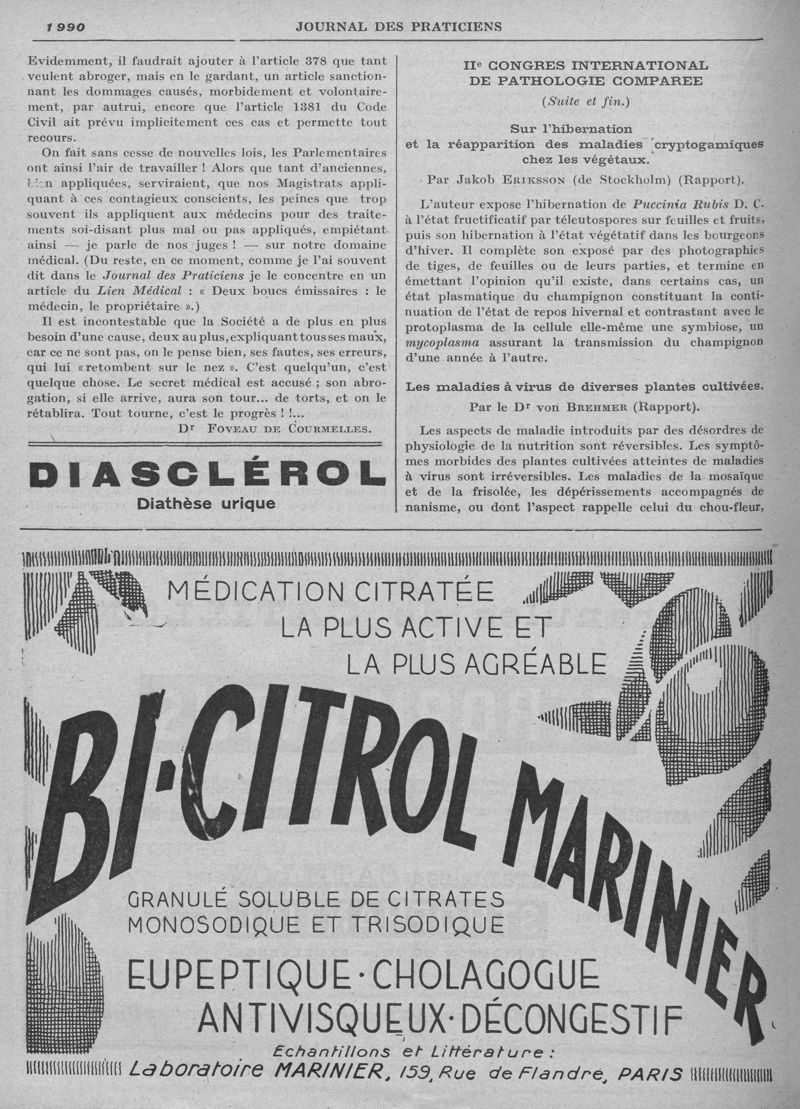 1990
JOURNAL DES PRATICIENS
Evidemment, il faudrait ajouter à l'article 378 que tant
veulent abroger, mais en le gardant, un article sanction-
nant les dommages causés, morbidement et volontaire-
ment, par autrui, encore que l'article 1381 du Code
Civil ait prévu implicitement ces cas et permette tout
recours.
On fait sans cesse de nouvelles lois, les Parlementaires
ont ainsi l'air de travailler ! Alors que tant d'anciennes,
appliquées, serviraient, que nos Magistrats appli-
quant à ces contagieux conscients, les peines que trop
souvent ils appliquent aux médecins pour des traite-
ments soi-disant plus mal ou pas appliqués, empiétant
ainsi — je parle de nos juges ! — sur notre domaine
médical. (Du reste, en ce moment, comme je l'ai souvent
dit dans le Journal des Praticiens je le concentre en un
article du Lien Médical : « Deux boucs émissaires : le
médecin, le propriétaire ».)
Il est incontestable que la Société a de plus en plus
besoin d'une cause, deux au plus, expliquant tous ses maux,
car ce ne sont pas, on le pense bien, ses fautes, ses erreurs,
qui lui « retombent sur le nez ». C'est quelqu'un, c'est
quelque chose. Le secret médical est accusé ; son abro-
gation, si elle arrive, aura son tour... de torts, et on le
rétablira. Tout tourne, c'est le progrès ! !...
Dr FOVEAU DE COURMELLES.
DIASCLÉROL
Diathèse urique
IIe CONGRES INTERNATIONAL
DE PATHOLOGIE COMPAREE
(Suite et fin.)
Sur l'hibernation
et la réapparition des maladies cryptogamiques
chez les végétaux.
Par Jakob ERIKSSON (de Stockholm) (Rapport).
L'auteur expose l'hibernation de Puccinia Rubis D. C.
à l'état fructificatif par téleutospores sur feuilles et fruits,
puis son hibernation à l'état végétatif dans les bourgeons
d'hiver. Il complète son exposé par des photographies
de tiges, de feuilles ou de leurs parties, et termine en
émettant l'opinion qu'il existe, dans certains cas, un
état plasmatique du champignon constituant la conti-
nuation de l'état de repos hivernal et contrastant avec le
protoplasma de la cellule elle-même une symbiose, un
mycoplasma assurant la transmission du champignon
d'une année à l'autre.
Les maladies à virus de diverses plantes cultivées.
Par le Dr von BREHMER (Rapport).
Les aspects de maladie introduits par des désordres de
physiologie de la nutrition sont réversibles. Les symptô-
mes morbides des plantes cultivées atteintes de maladies
à virus sont irréversibles. Les maladies de la mosaïque
et de la frisolée, les dépérissements accompagnés de
nanisme, ou dont l'aspect rappelle celui du chou-fleur,
MÉDICATION CITRATÉE
LA PLUS ACTIVE ET
LA PLUS AGRÉABLE
BI-CITROL MARINIER
GRANULÉ SOLUBLE DE CITRATES
MONOSODIQUE ET TRISODIQUE
EUPEPTIQUE · CHOLAGOGUE
ANTIVISQUEUX · DÉCONGESTIF
Echantillons et Littérature :
Laboratoire MARINIER, 159, Rue de Flandre, PARIS